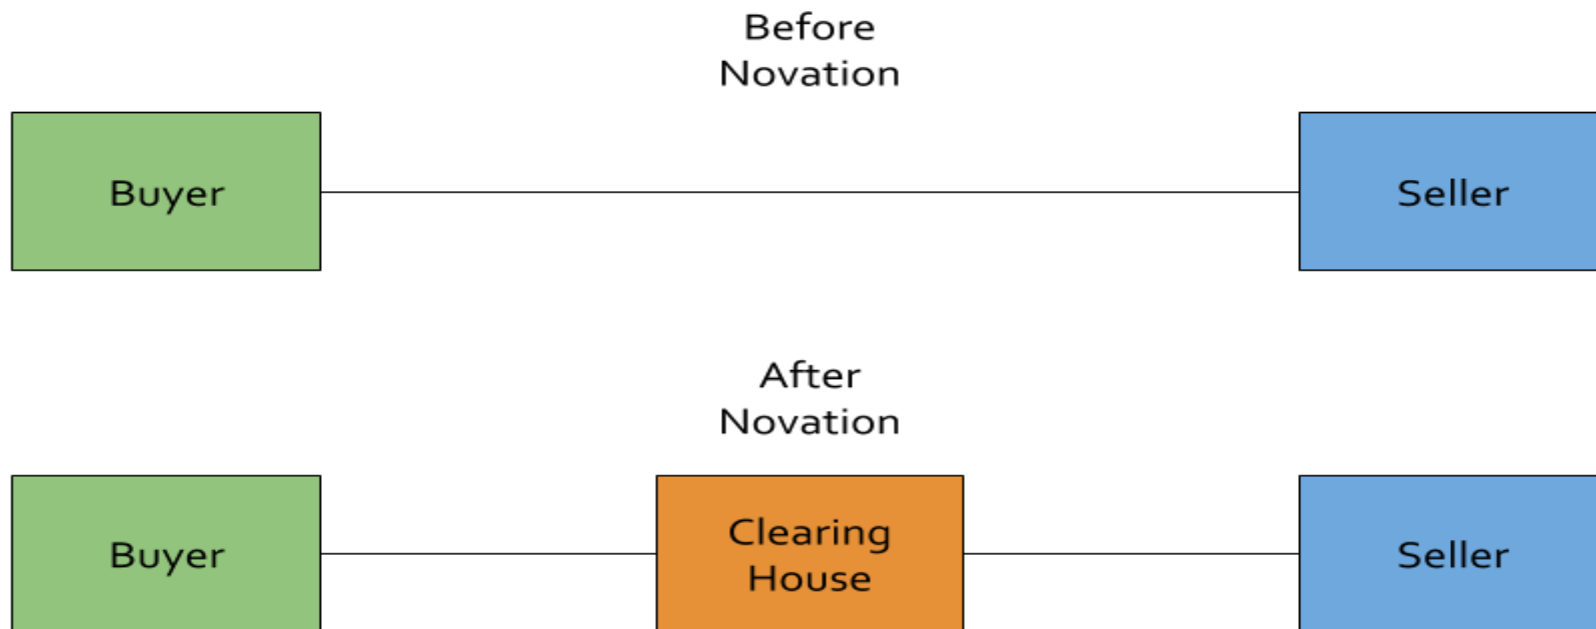 Before
Novation
Buyer
Seller
After
Novation
Buyer
Clearing
House
Seller